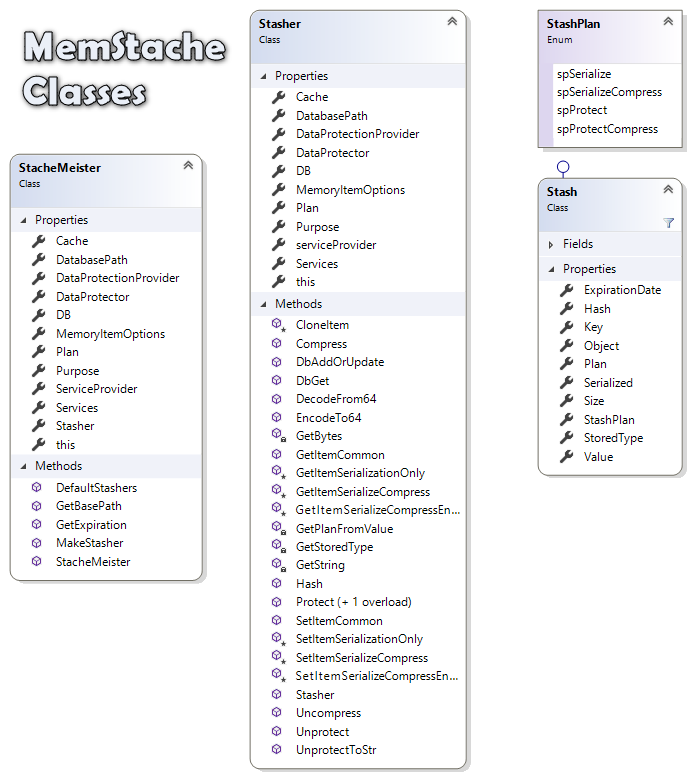 MemStache
Classes
StacheMeister
Class
Properties
Cache
DatabasePath
DataProtectionProvider
DataProtector
DB
MemoryItemOptions
Plan
Purpose
ServiceProvider
Services
Stasher
this
Methods
DefaultStashers
GetBasePath
GetExpiration
MakeStasher
StacheMeister
Stasher
Class
Properties
Cache
DatabasePath
DataProtectionProvider
DataProtector
DB
MemoryItemOptions
Plan
Purpose
serviceProvider
Services
this
Methods
CloneItem
Compress
DbAddOrUpdate
DbGet
DecodeFrom64
EncodeTo64
GetBytes
GetItemCommon
GetItemSerializationOnly
GetItemSerializeCompress
GetItemSerializeCompressEn...
GetPlanFromValue
GetStoredType
GetString
Hash
Protect (+ 1 overload)
SetItemCommon
SetItemSerializationOnly
SetItemSerializeCompress
SetItemSerializeCompressEn...
Stasher
Uncompress
Unprotect
UnprotectToStr
StashPlan
Enum
spSerialize
spSerializeCompress
spProtect
spProtectCompress
Stash
Class
Fields
Properties
ExpirationDate
Hash
Key
Object
Plan
Serialized
Size
StashPlan
StoredType
Value